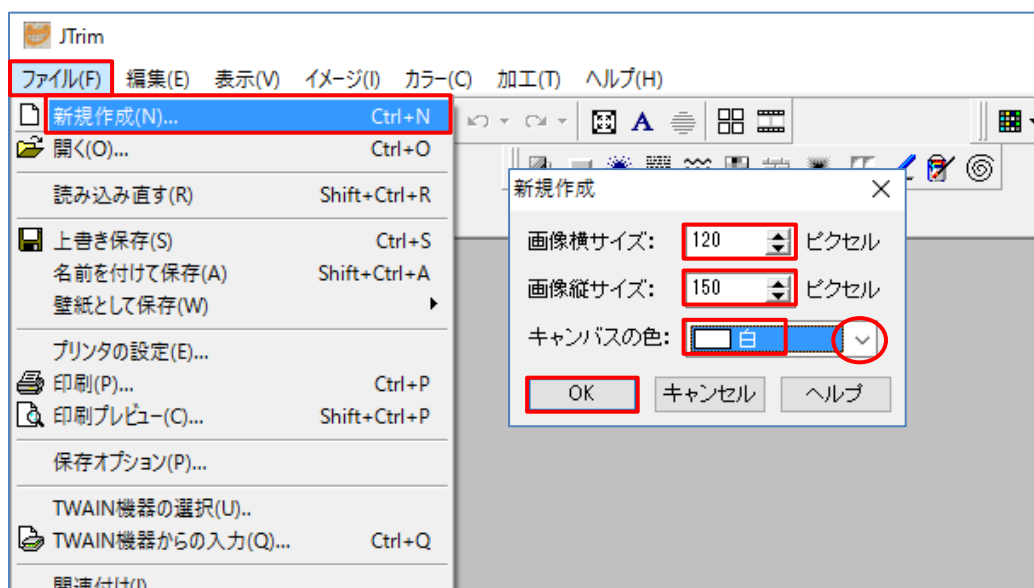 JTrim
ファイル(F) 編集(E) 表示(V) イメージ(I) カラー(C) 加工(T) ヘルプ(H)
新規作成(N)... Ctrl+N
開く(O)... Ctrl+O
読み込み直す(R) Shift+Ctrl+R
上書き保存(S) Ctrl+S
名前を付けて保存(A) Shift+Ctrl+A
壁紙として保存(W)
プリンタの設定(E)...
印刷(P)... Ctrl+P
印刷プレビュー(C)... Shift+Ctrl+P
保存オプション(P)...
TWAIN機器の選択(U)..
TWAIN機器からの入力(Q)... Ctrl+Q
関連付け(I)
A
新規作成
画像横サイズ: 120 ピクセル
画像縦サイズ: 150 ピクセル
キャンバスの色: 白
OK キャンセル ヘルプ